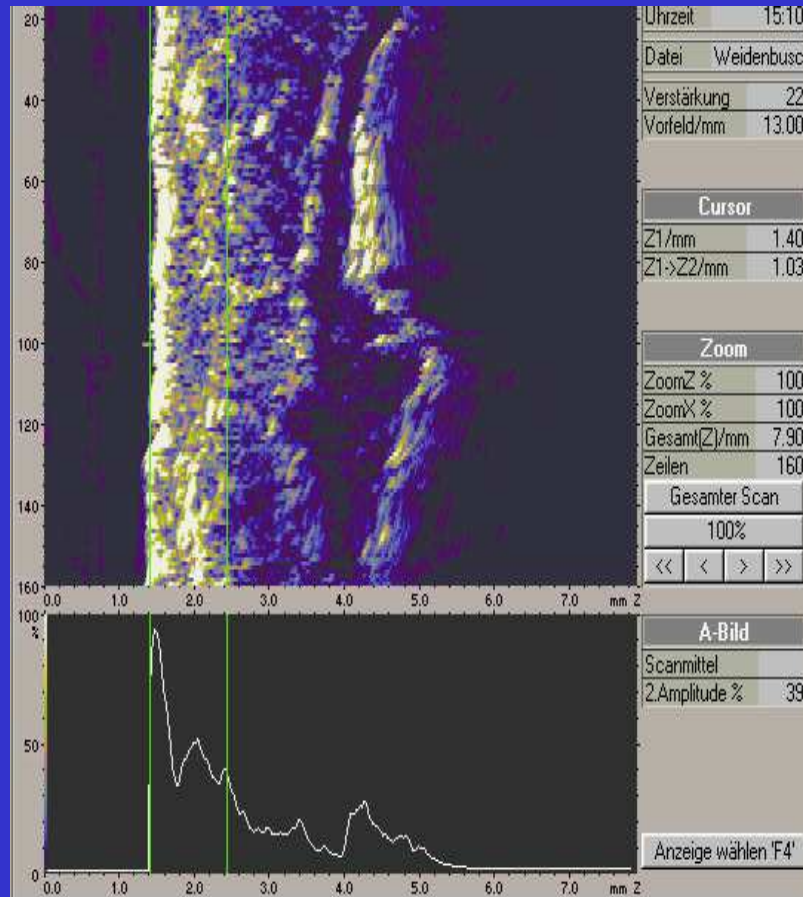 Uhrzeit 15:10
Datei Weidenbusc
Verstärkung 22
Vorfeld/mm 13.00
Cursor
Z1/mm 1.40
Z1->Z2/mm 1.03
Zoom
ZoomZ % 100
ZoomX % 100
Gesamt(Z)/mm 7.90
Zeilen 160
Gesamter Scan
100%
<< < > >>
20
40
60
80
100
120
140
160
0.0 1.0 2.0 3.0 4.0 5.0 6.0 7.0 mm Z
A-Bild
Scanmittel
2.Amplitude % 39
Anzeige wählen 'F4'
100
%
50
0
0.0 1.0 2.0 3.0 4.0 5.0 6.0 7.0 mm Z